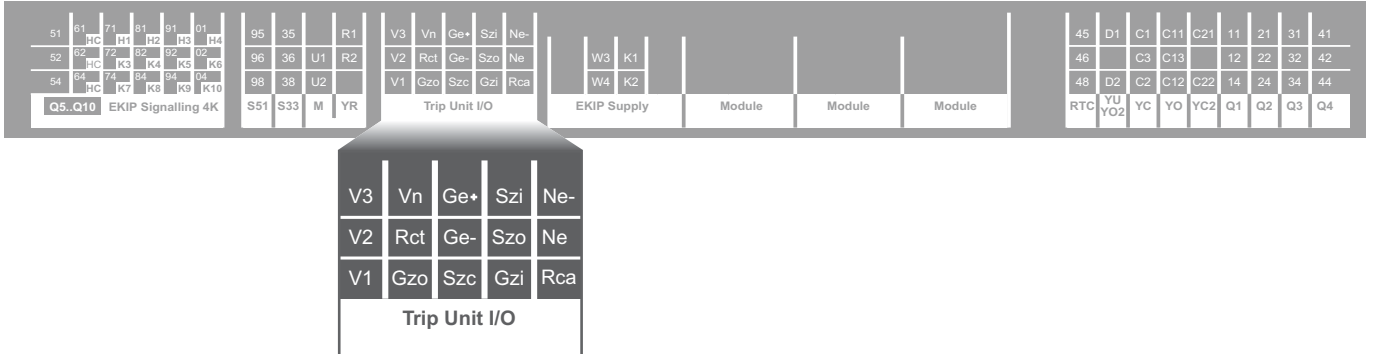 51 61 HC 71 H1 81 H2 91 H3 01 H4 95 35 R1 V3 Vn Ge+ Szi Ne- 45 D1 C1 C11 C21 11 21 31 41
52 62 HC 72 K3 82 K4 92 K5 02 K6 96 36 U1 R2 V2 Rct Ge- Szo Ne W3 K1 46 C3 C13 12 22 32 42
54 64 HC 74 K7 84 K8 94 K9 04 K10 98 38 U2 V1 Gzo Szc Gzi Rca W4 K2 48 D2 C2 C12 C22 14 24 34 44
Q5..Q10 EKIP Signalling 4K S51 S33 M YR Trip Unit I/O EKIP Supply Module Module Module RTC YU YO2 YC YO YC2 Q1 Q2 Q3 Q4
V3 Vn Ge+ Szi Ne-
V2 Rct Ge- Szo Ne
V1 Gzo Szc Gzi Rca
Trip Unit I/O